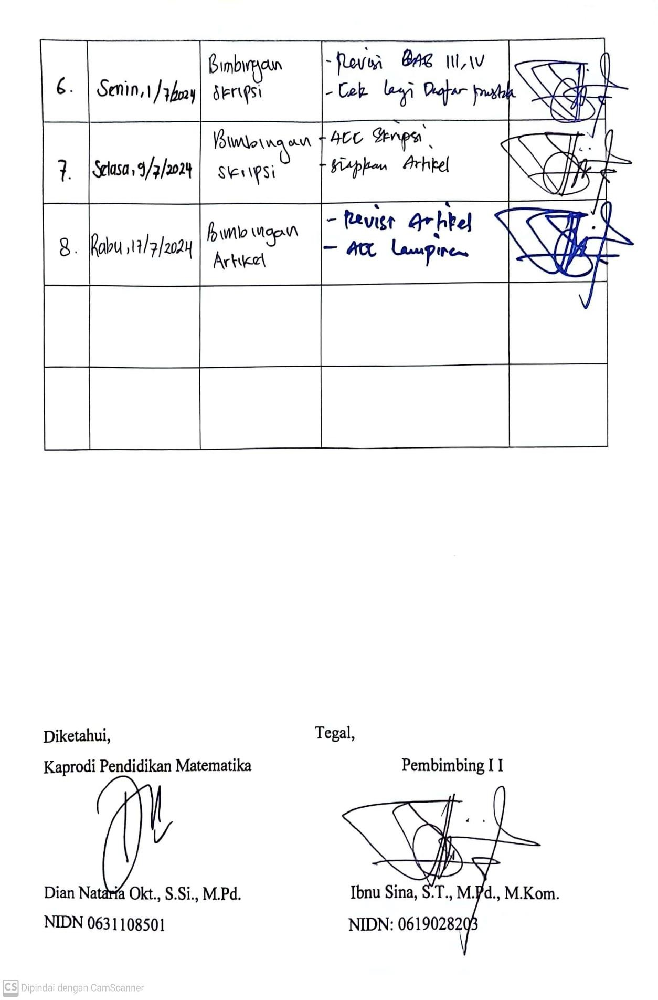 6.
Senin, 1/7/2024
Bimbingan
Skripsi
- Revisi BAB III, IV
- Cek lagi Daftar pustaka
7.
Selasa, 9/7/2024
Bimbingan
Skripsi
- ACC Skripsi
- siapkan Artikel
8.
Rabu, 17/7/2024
Bimbingan
Artikel
- Revisi Artikel
- ACC Lampiran
Diketahui,
Tegal,
Kaprodi Pendidikan Matematika
Pembimbing I I
Dian Nataria Okt., S.Si., M.Pd.
Ibnu Sina, S.T., M.Pd., M.Kom.
NIDN 0631108501
NIDN: 0619028203
CS Dipindai dengan CamScanner